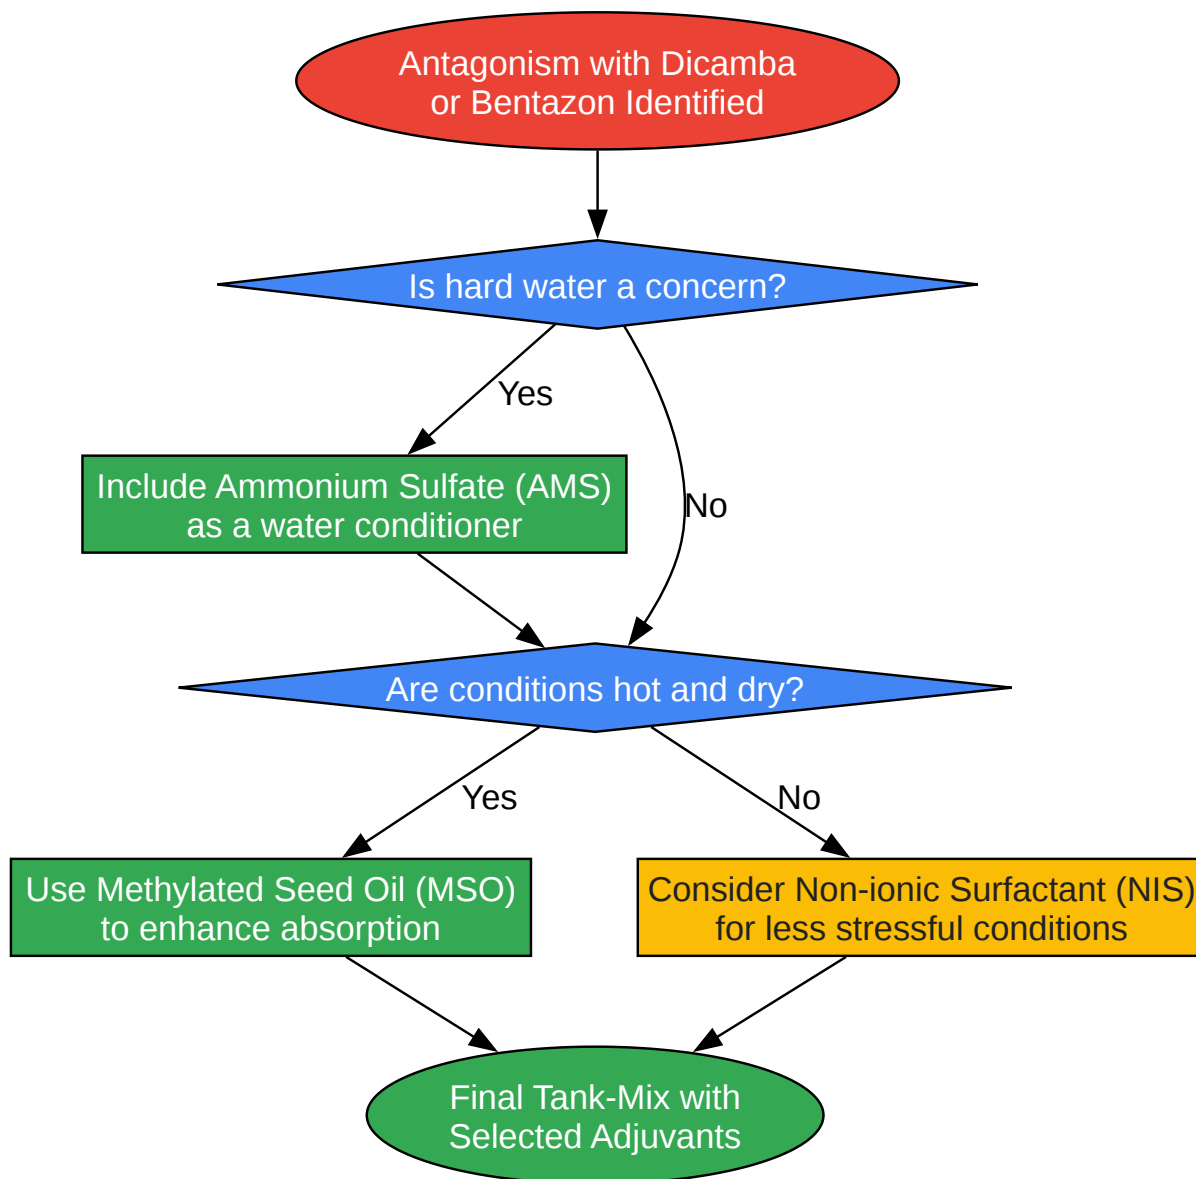 Antagonism with Dicamba
or Bentazon Identified
Is hard water a concern?
Yes
No
Include Ammonium Sulfate (AMS)
as a water conditioner
Are conditions hot and dry?
Yes
No
Use Methylated Seed Oil (MSO)
to enhance absorption
Consider Non-ionic Surfactant (NIS)
for less stressful conditions
Final Tank-Mix with
Selected Adjuvants